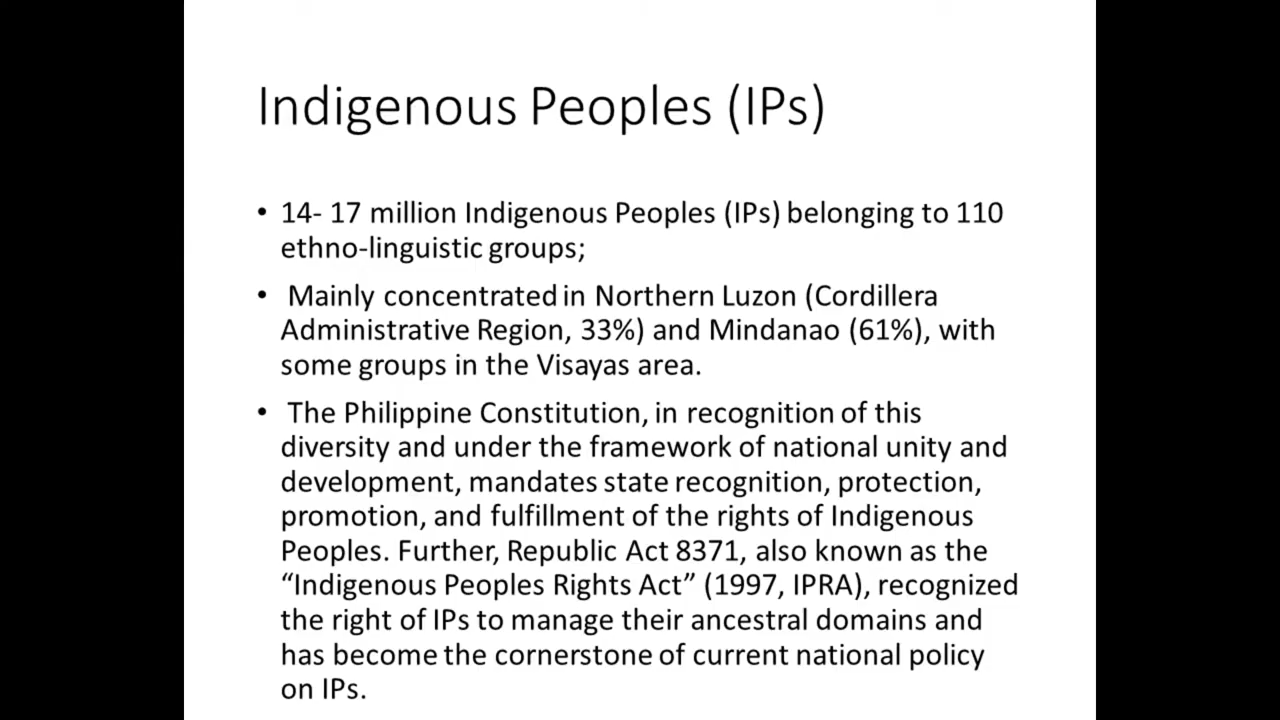 Indigenous Peoples (IPs)
• 14- 17 million Indigenous Peoples (IPs) belonging to 110
ethno-linguistic groups;
• Mainly concentrated in Northern Luzon (Cordillera
Administrative Region, 33%) and Mindanao (61%), with
some groups in the Visayas area.
• The Philippine Constitution, in recognition of this
diversity and under the framework of national unity and
development, mandates state recognition, protection,
promotion, and fulfillment of the rights of Indigenous
Peoples. Further, Republic Act 8371, also known as the
“Indigenous Peoples Rights Act” (1997, IPRA), recognized
the right of IPs to manage their ancestral domains and
has become the cornerstone of current national policy
on IPs.